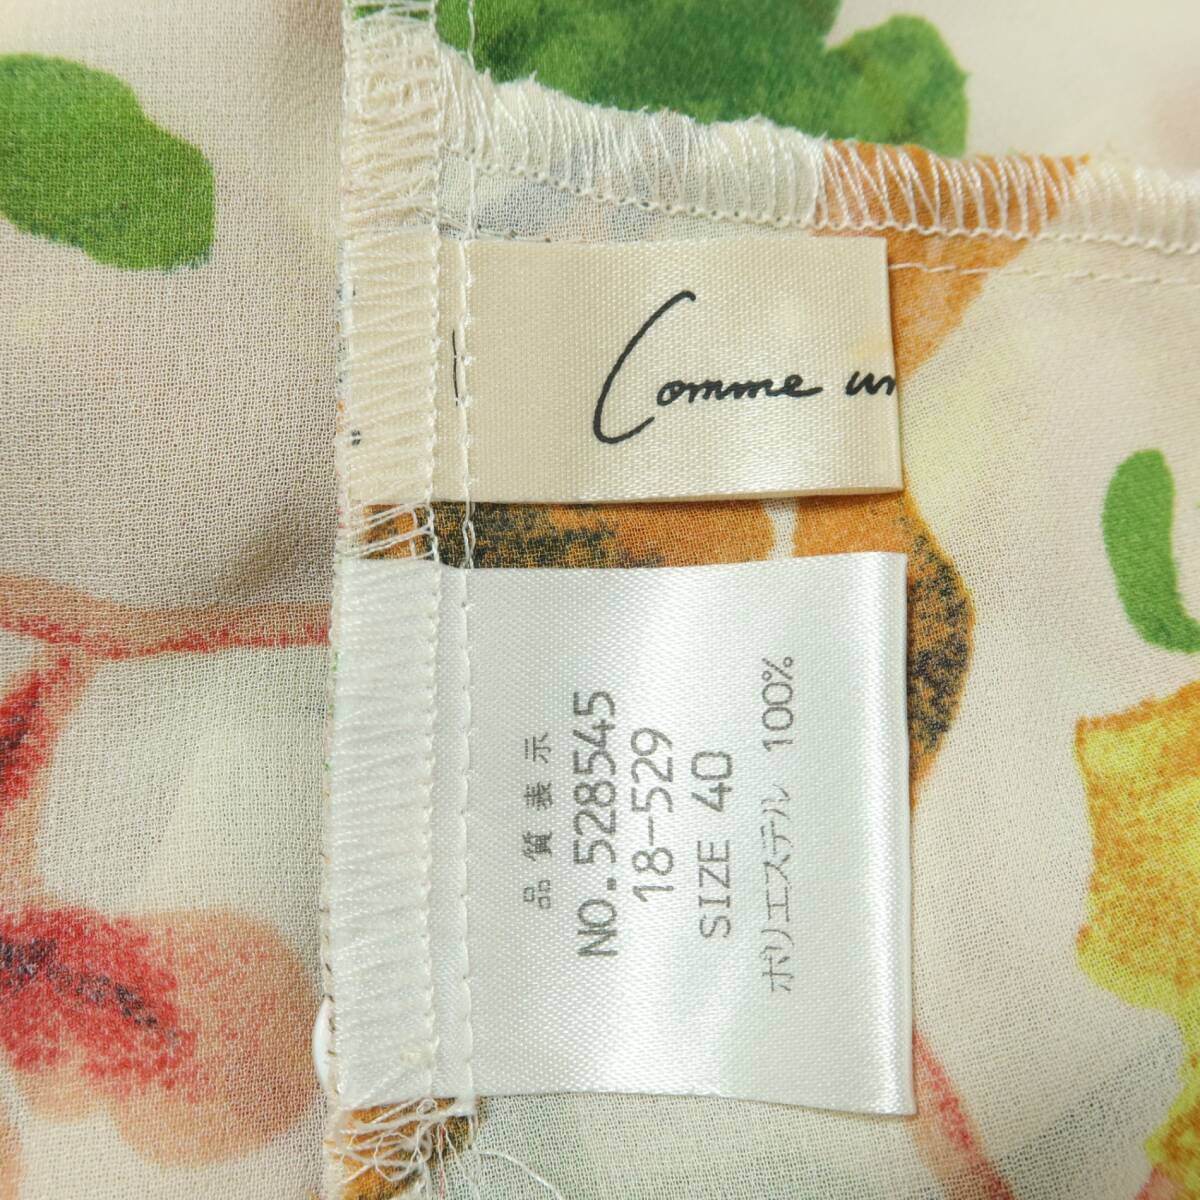 Comme un
品質表示
NO.528545
18-529
SIZE 40
ポリエステル 100%